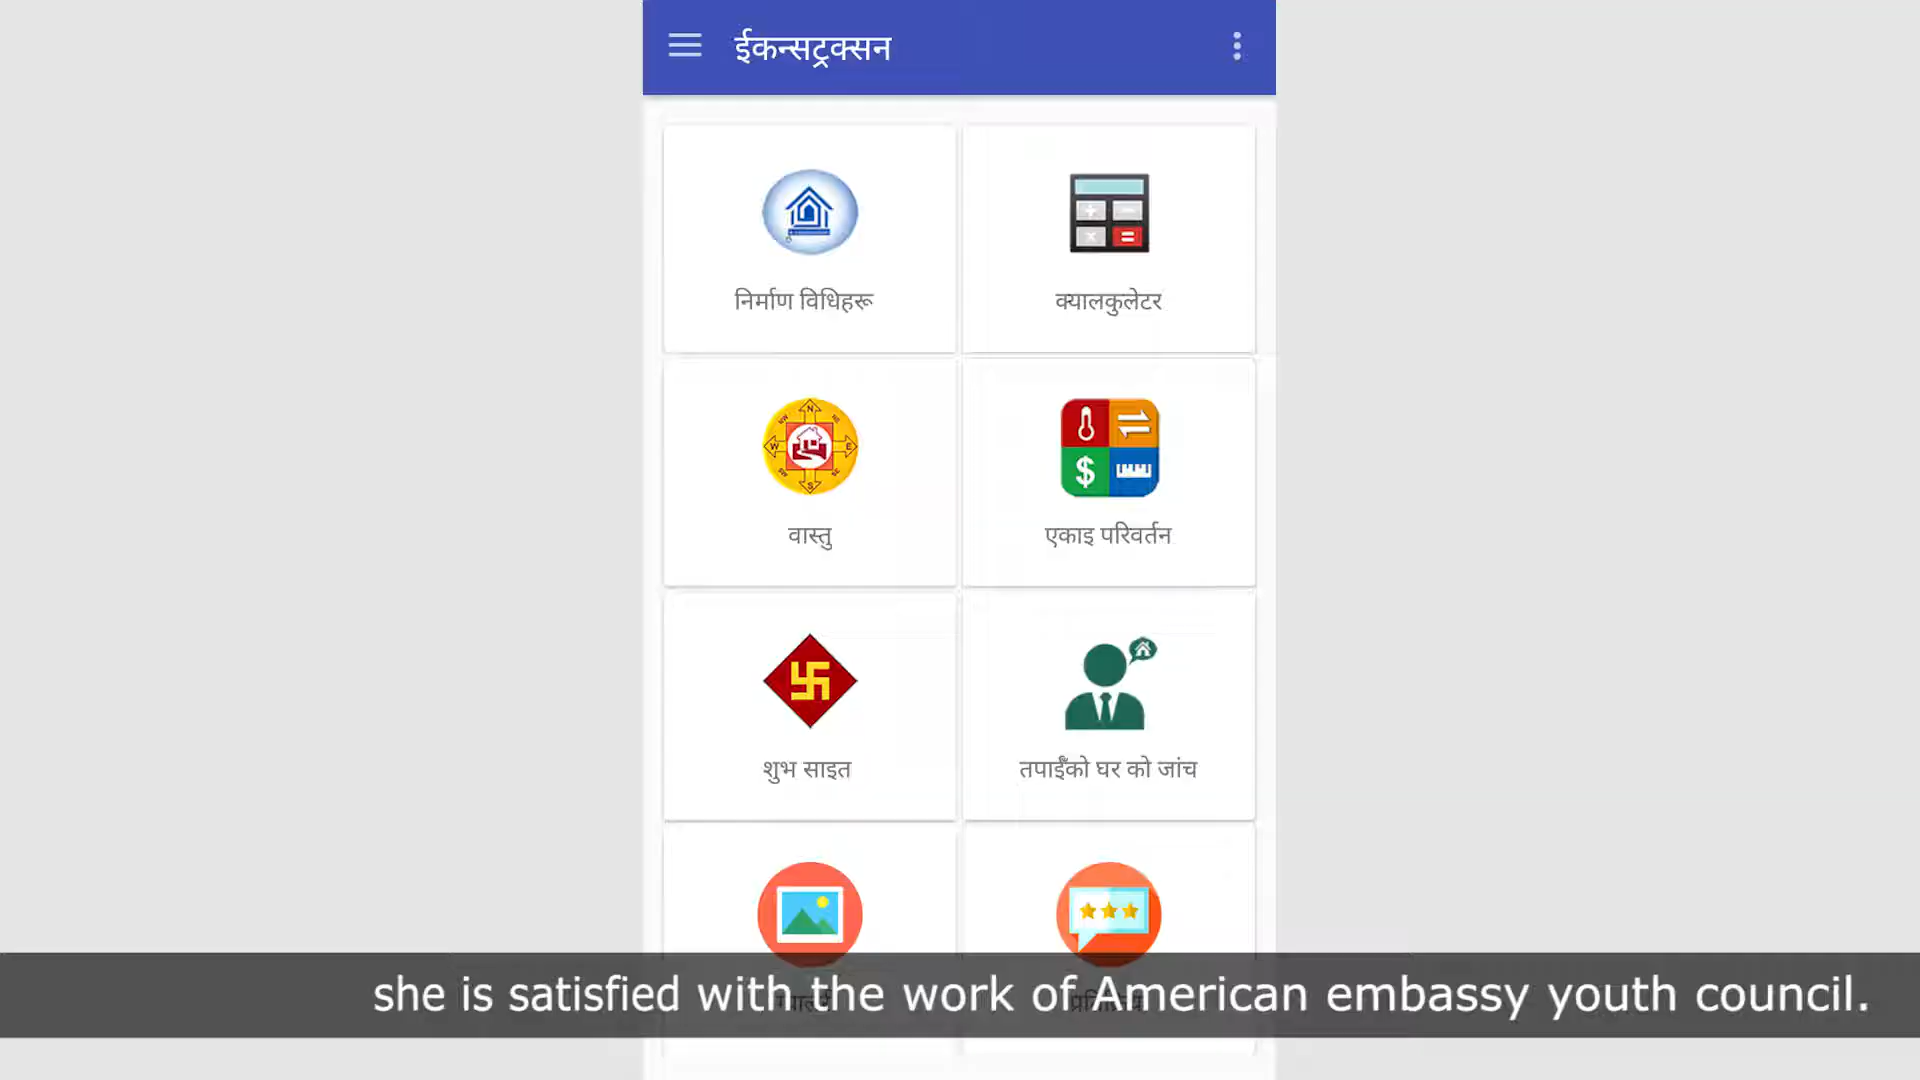 ईकन्सट्रक्सन
निर्माण विधिहरू
क्यालकुलेटर
N
W
E
S
वास्तु
$
एकाइ परिवर्तन
शुभ साइत
तपाईँको घर को जांच
she is satisfied with the work of American embassy youth council.